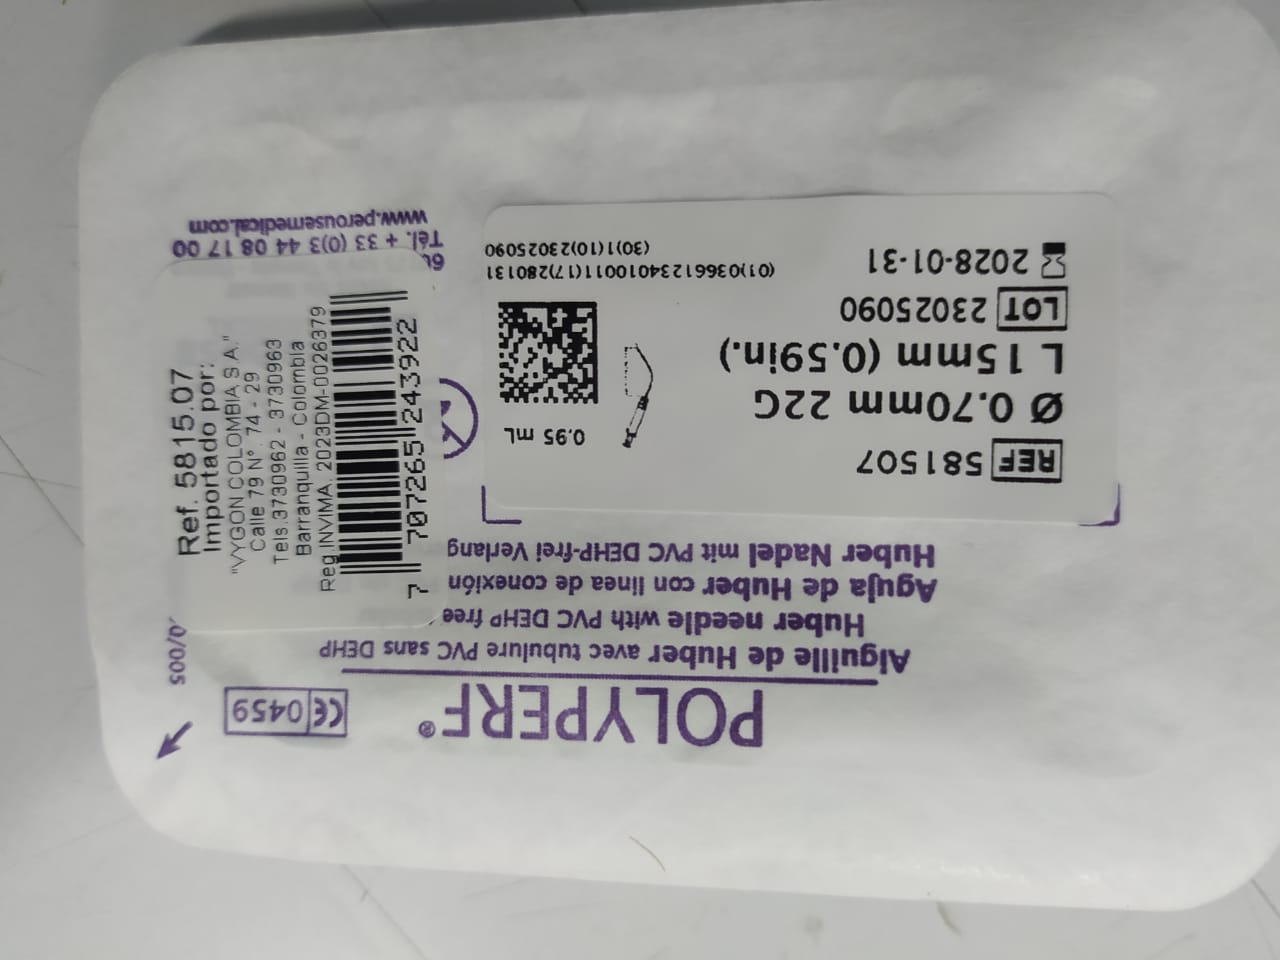 POLYPERF®
CE 0459
Aiguille de Huber avec tubulure PVC sans DEHP
Huber needle with PVC DEHP free
Aguja de Huber con linea de conexión
Huber Nadel mit PVC DEHP-frei Verlang
REF 581507
Ø 0.70mm 22G
L 15mm (0.59in.)
LOT 23025090
2028-01-31
0.95 mL
(01)03661234010011(17)280131
(30)1(10)23025090
Tél. + 33 (0)3 44 08 17 00
www.perousemedical.com
Ref. 5815.07
Importado por:
"VYGON COLOMBIA S A."
Calle 79 N°. 74 - 29
Tels.3730962 - 3730963
Barranquilla - Colombia
Reg.INVIMA. 2023DM-0026379
7 707265 243922